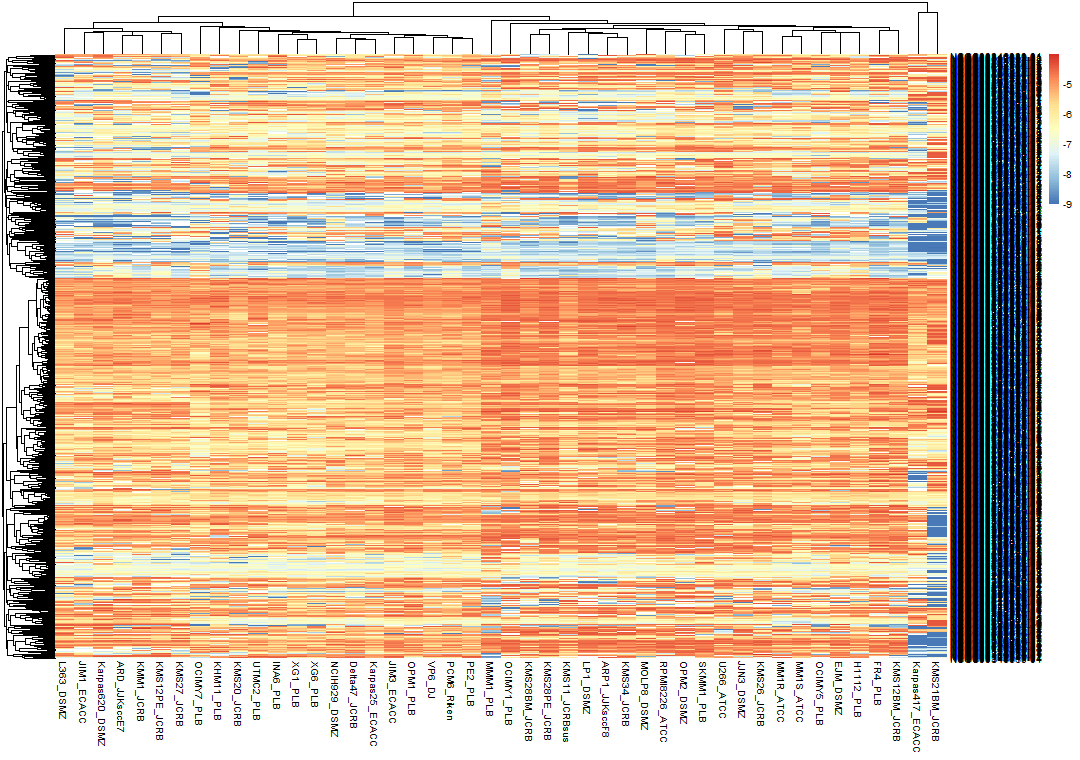 -5
-6
-7
-8
-9
L363_DSMZ
JIM1_ECACC
Karpas620_DSMZ
ARD_JJKsccE7
KMM1_JCRB
KMS12PE_JCRB
KMS27_JCRB
OCIMY7_PLB
KHM11_PLB
KMS20_JCRB
UTMC2_PLB
INA6_PLB
XG1_PLB
XG6_PLB
NCIH929_DSMZ
Delta47_JCRB
Karpas25_ECACC
JIM3_ECACC
OPM1_PLB
VP6_DJ
PCM6_Riken
PE2_PLB
MMM1_PLB
OCIMY1_PLB
KMS28BM_JCRB
KMS28PE_JCRB
KMS11_JCRBsus
LP1_DSMZ
ARP1_JJKsccF8
KMS34_JCRB
MOLP8_DSMZ
RPMI8226_ATCC
OPM2_DSMZ
SKMM1_PLB
U266_ATCC
JJN3_DSMZ
KMS26_JCRB
MM1R_ATCC
MM1S_ATCC
OCIMY5_PLB
EJM_DSMZ
H1112_PLB
FR4_PLB
KMS12BM_JCRB
Karpas417_ECACC
KMS21BM_JCRB